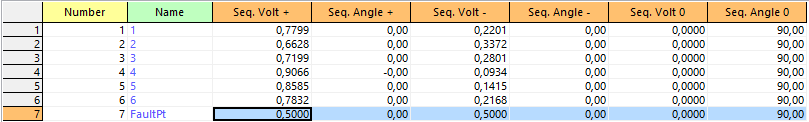 Number Name Seq. Volt + Seq. Angle + Seq. Volt - Seq. Angle - Seq. Volt 0 Seq. Angle 0
1 1 1 0,7799 0,00 0,2201 0,00 0,0000 90,00
2 2 2 0,6628 0,00 0,3372 0,00 0,0000 90,00
3 3 3 0,7199 0,00 0,2801 0,00 0,0000 90,00
4 4 4 0,9066 -0,00 0,0934 0,00 0,0000 90,00
5 5 5 0,8585 0,00 0,1415 0,00 0,0000 90,00
6 6 6 0,7832 0,00 0,2168 0,00 0,0000 90,00
7 7 FaultPt 0,5000 0,00 0,5000 0,00 0,0000 90,00